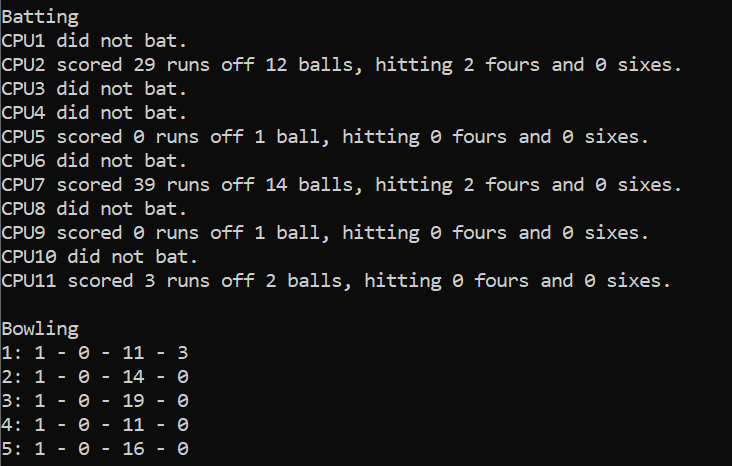 Batting
CPU1 did not bat.
CPU2 scored 29 runs off 12 balls, hitting 2 fours and 0 sixes.
CPU3 did not bat.
CPU4 did not bat.
CPU5 scored 0 runs off 1 ball, hitting 0 fours and 0 sixes.
CPU6 did not bat.
CPU7 scored 39 runs off 14 balls, hitting 2 fours and 0 sixes.
CPU8 did not bat.
CPU9 scored 0 runs off 1 ball, hitting 0 fours and 0 sixes.
CPU10 did not bat.
CPU11 scored 3 runs off 2 balls, hitting 0 fours and 0 sixes.
Bowling
1: 1 - 0 - 11 - 3
2: 1 - 0 - 14 - 0
3: 1 - 0 - 19 - 0
4: 1 - 0 - 11 - 0
5: 1 - 0 - 16 - 0